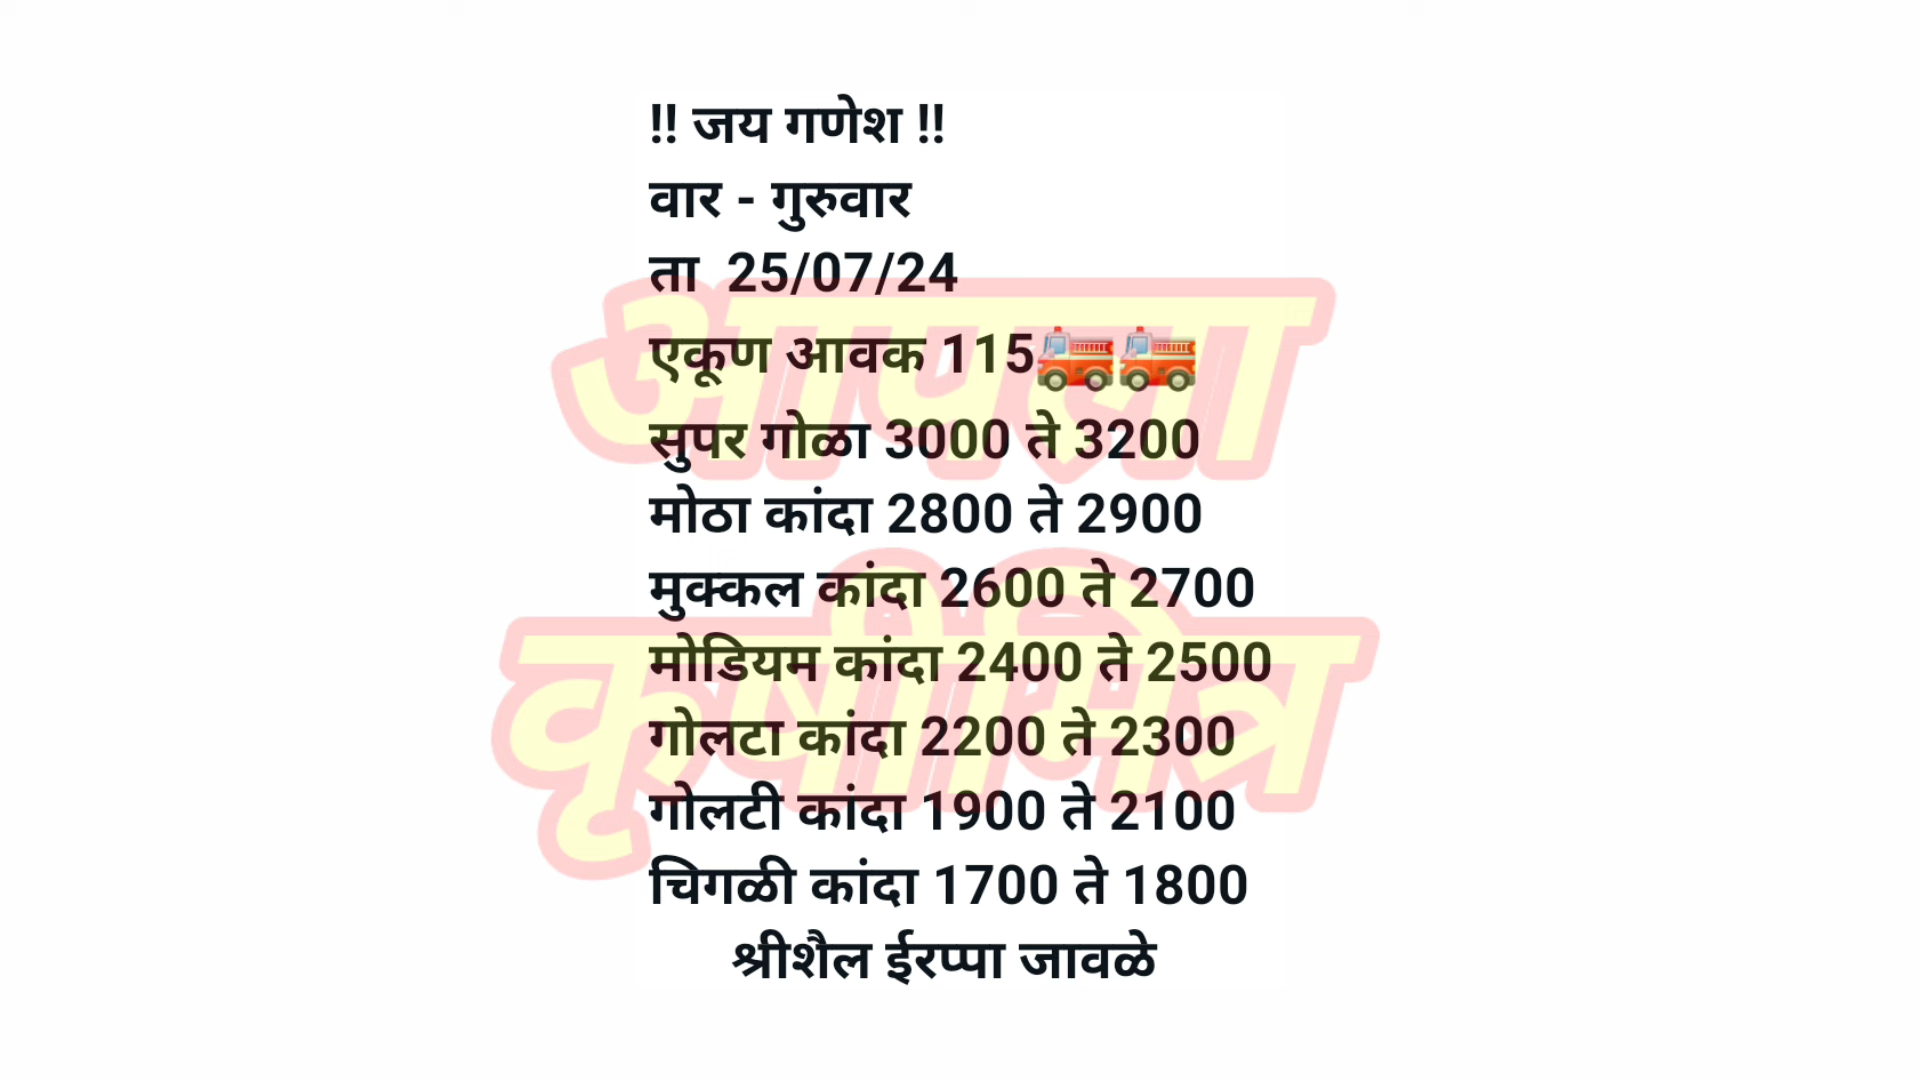 !! जय गणेश !!
वार - गुरुवार
ता 25/07/24
एकूण आवक 115🚒🚒
सुपर गोळा 3000 ते 3200
मोठा कांदा 2800 ते 2900
मुक्कल कांदा 2600 ते 2700
मोडियम कांदा 2400 ते 2500
गोलटा कांदा 2200 ते 2300
गोलटी कांदा 1900 ते 2100
चिगळी कांदा 1700 ते 1800
श्रीशैल ईरप्पा जावळे
आपला
कृषीमित्र